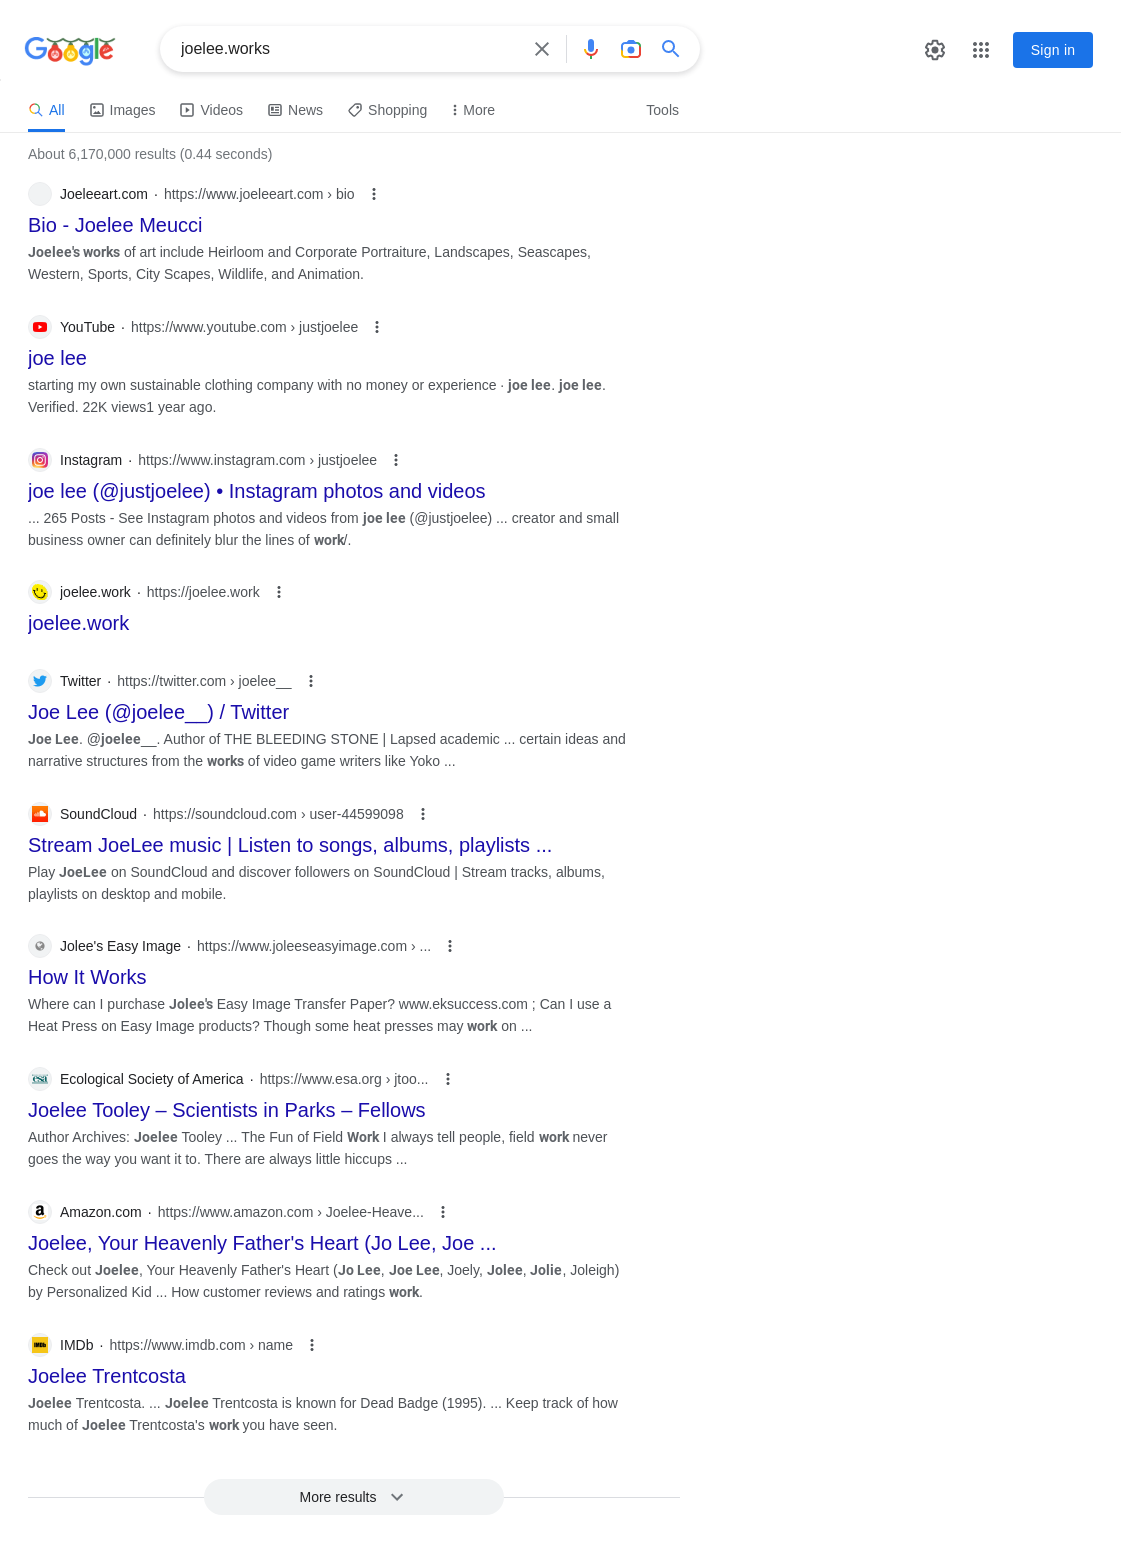 Google
joelee.works
Sign in
All
Images
Videos
News
Shopping
More
Tools
About 6,170,000 results (0.44 seconds)
Joeleeart.com · https://www.joeleeart.com › bio
Bio - Joelee Meucci
Joelee's works of art include Heirloom and Corporate Portraiture, Landscapes, Seascapes,
Western, Sports, City Scapes, Wildlife, and Animation.
YouTube · https://www.youtube.com › justjoelee
joe lee
starting my own sustainable clothing company with no money or experience · joe lee. joe lee.
Verified. 22K views1 year ago.
Instagram · https://www.instagram.com › justjoelee
joe lee (@justjoelee) • Instagram photos and videos
... 265 Posts - See Instagram photos and videos from joe lee (@justjoelee) ... creator and small
business owner can definitely blur the lines of work/.
joelee.work · https://joelee.work
joelee.work
Twitter · https://twitter.com › joelee__
Joe Lee (@joelee__) / Twitter
Joe Lee. @joelee__. Author of THE BLEEDING STONE | Lapsed academic ... certain ideas and
narrative structures from the works of video game writers like Yoko ...
SoundCloud · https://soundcloud.com › user-44599098
Stream JoeLee music | Listen to songs, albums, playlists ...
Play JoeLee on SoundCloud and discover followers on SoundCloud | Stream tracks, albums,
playlists on desktop and mobile.
Jolee's Easy Image · https://www.joleeseasyimage.com › ...
How It Works
Where can I purchase Jolee's Easy Image Transfer Paper? www.eksuccess.com ; Can I use a
Heat Press on Easy Image products? Though some heat presses may work on ...
esa
Ecological Society of America · https://www.esa.org › jtoo...
Joelee Tooley – Scientists in Parks – Fellows
Author Archives: Joelee Tooley ... The Fun of Field Work I always tell people, field work never
goes the way you want it to. There are always little hiccups ...
Amazon.com · https://www.amazon.com › Joelee-Heave...
Joelee, Your Heavenly Father's Heart (Jo Lee, Joe ...
Check out Joelee, Your Heavenly Father's Heart (Jo Lee, Joe Lee, Joely, Jolee, Jolie, Joleigh)
by Personalized Kid ... How customer reviews and ratings work.
IMDb
IMDb · https://www.imdb.com › name
Joelee Trentcosta
Joelee Trentcosta. ... Joelee Trentcosta is known for Dead Badge (1995). ... Keep track of how
much of Joelee Trentcosta's work you have seen.
More results